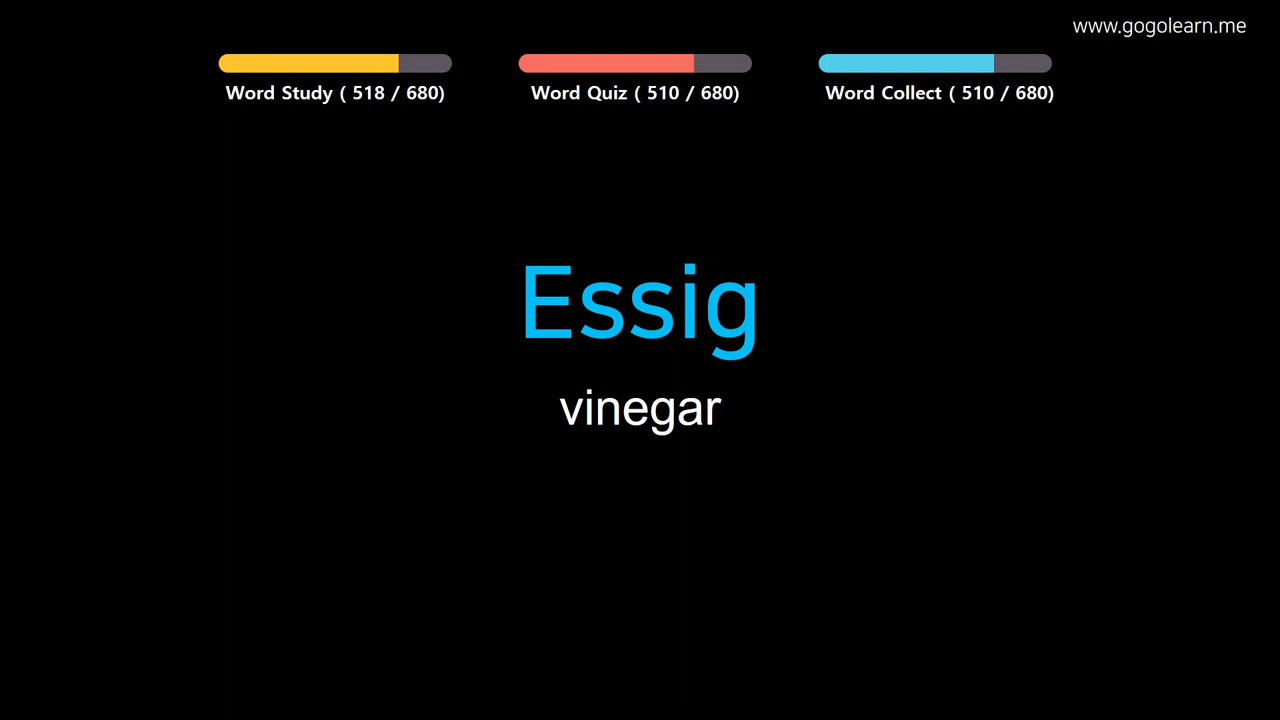 www.gogolearn.me
Word Study ( 518 / 680)
Word Quiz ( 510 / 680)
Word Collect ( 510 / 680)
Essig
vinegar